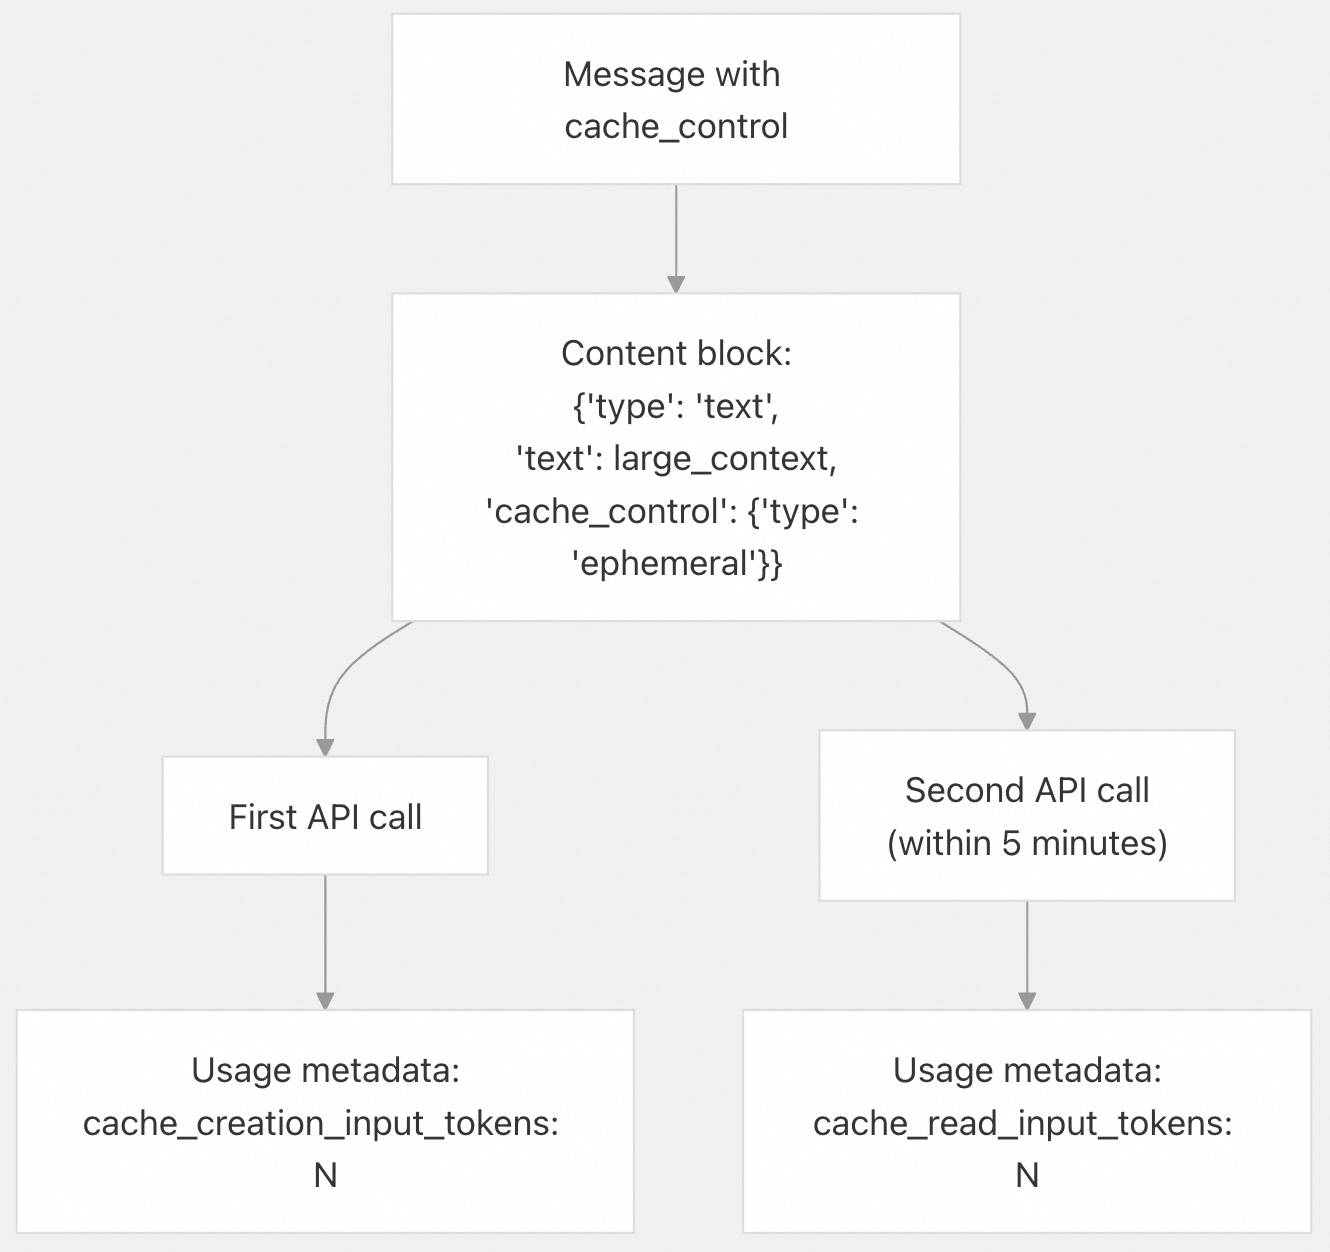 Message with
cache_control
Content block:
{'type': 'text',
'text': large_context,
'cache_control': {'type':
'ephemeral'}}
First API call
Second API call
(within 5 minutes)
Usage metadata:
cache_creation_input_tokens:
N
Usage metadata:
cache_read_input_tokens:
N